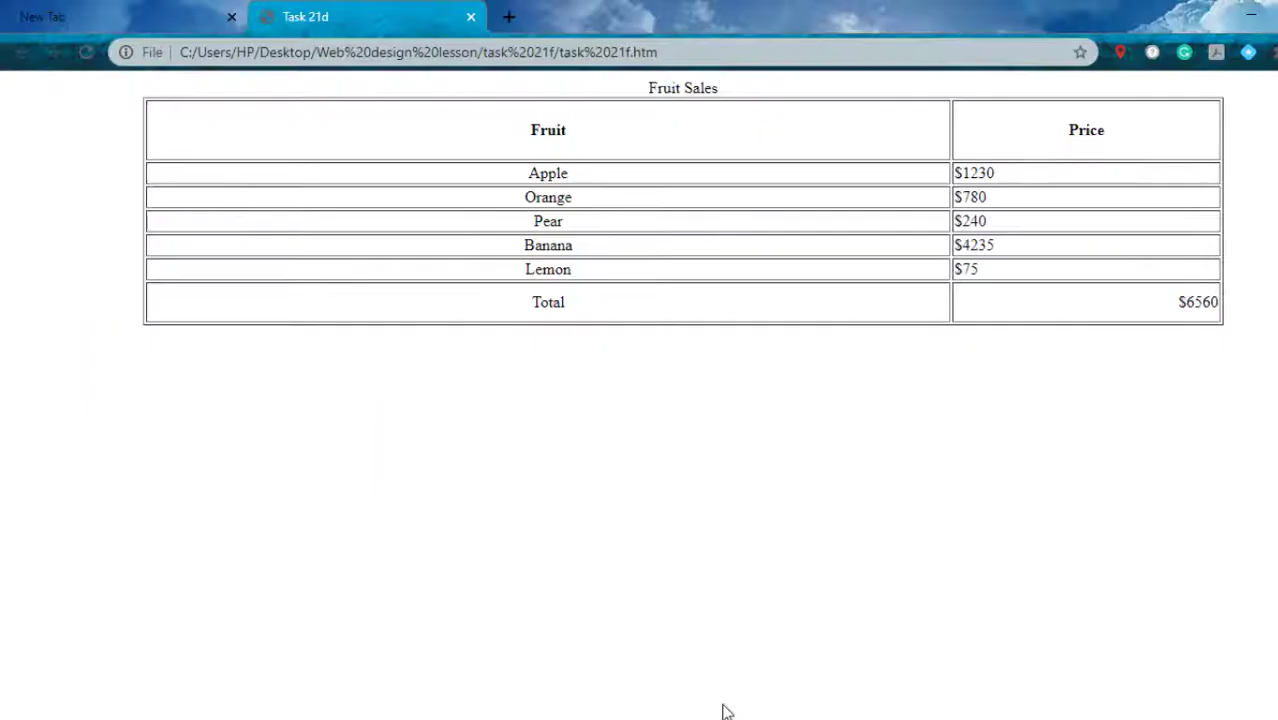 New Tab
Task 21d
File C:/Users/HP/Desktop/Web%20design%20lesson/task%2021f/task%2021f.htm
Fruit Sales
Fruit Price
Apple $1230
Orange $780
Pear $240
Banana $4235
Lemon $75
Total $6560